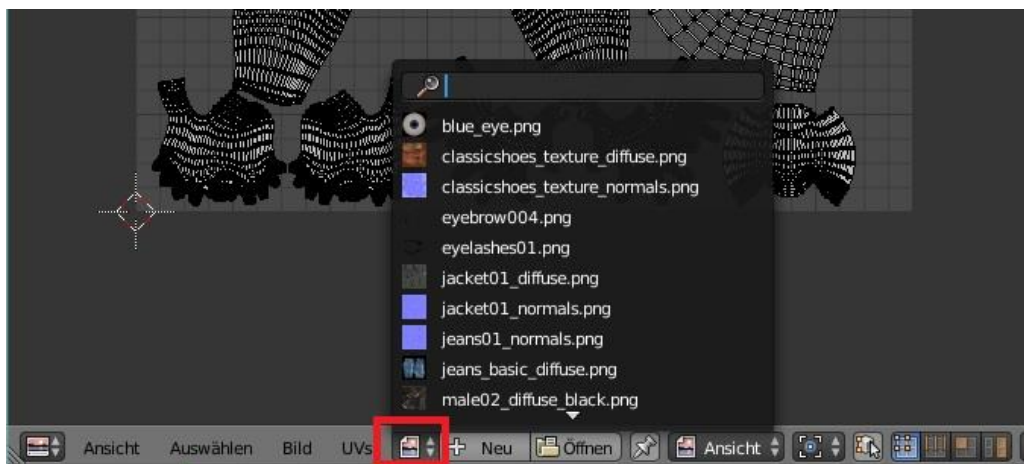 blue_eye.png
classicshoes_texture_diffuse.png
classicshoes_texture_normals.png
eyebrow004.png
eyelashes01.png
jacket01_diffuse.png
jacket01_normals.png
jeans01_normals.png
jeans_basic_diffuse.png
male02_diffuse_black.png
Ansicht Auswählen Bild UVs Neu Öffnen Ansicht